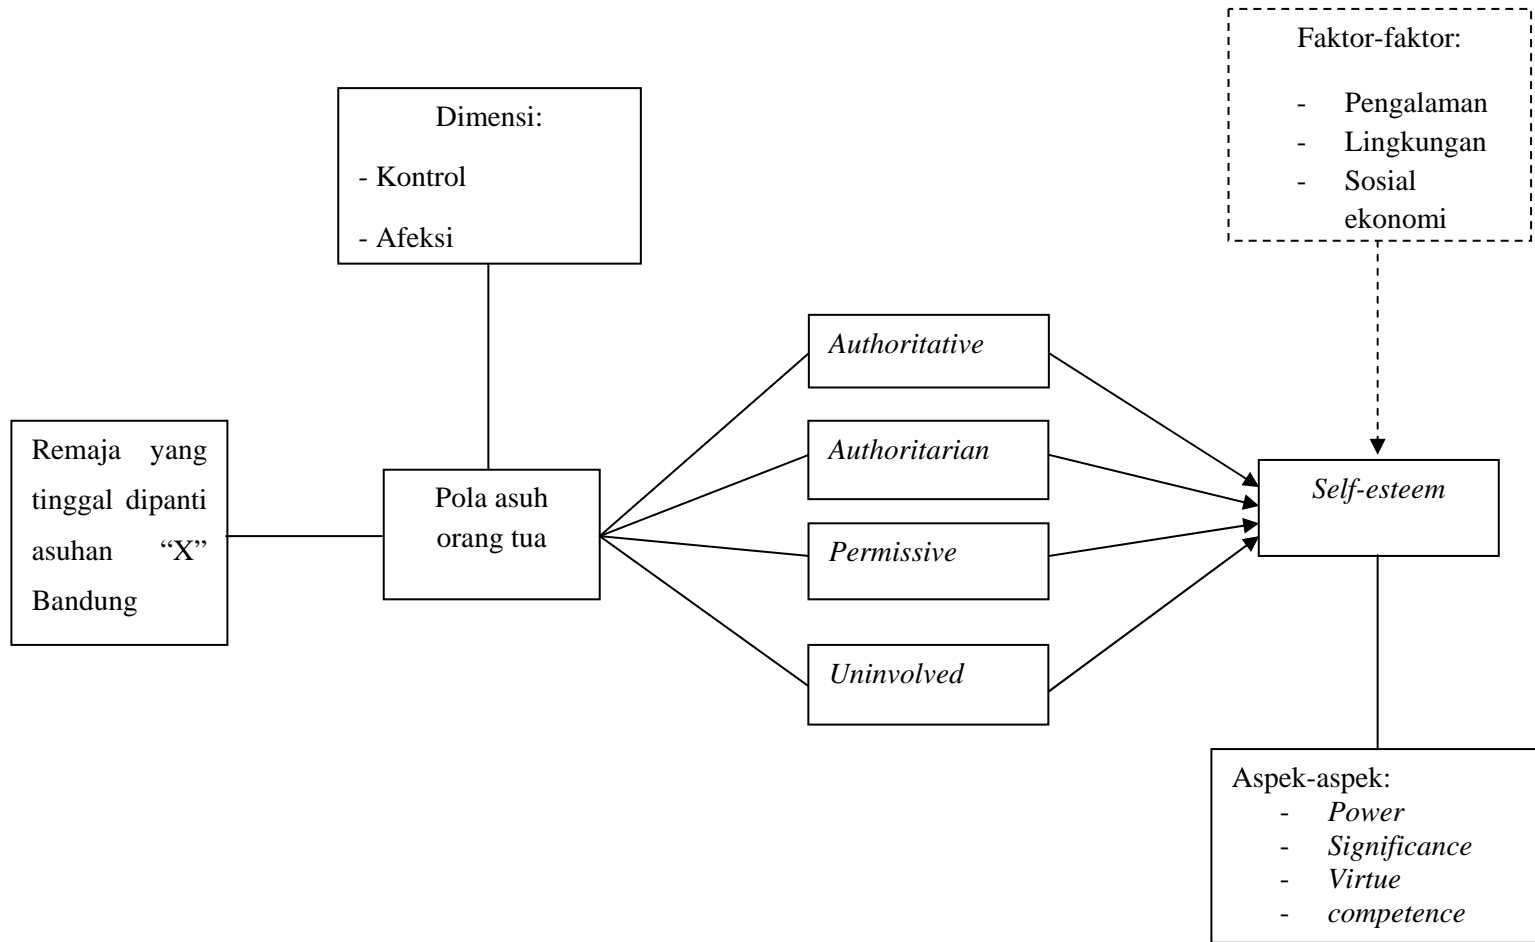 Faktor-faktor:
- Pengalaman
- Lingkungan
- Sosial
ekonomi
Dimensi:
- Kontrol
- Afeksi
Remaja yang
tinggal dipanti
asuhan “X”
Bandung
Pola asuh
orang tua
Authoritative
Authoritarian
Permissive
Uninvolved
Self-esteem
Aspek-aspek:
- Power
- Significance
- Virtue
- competence